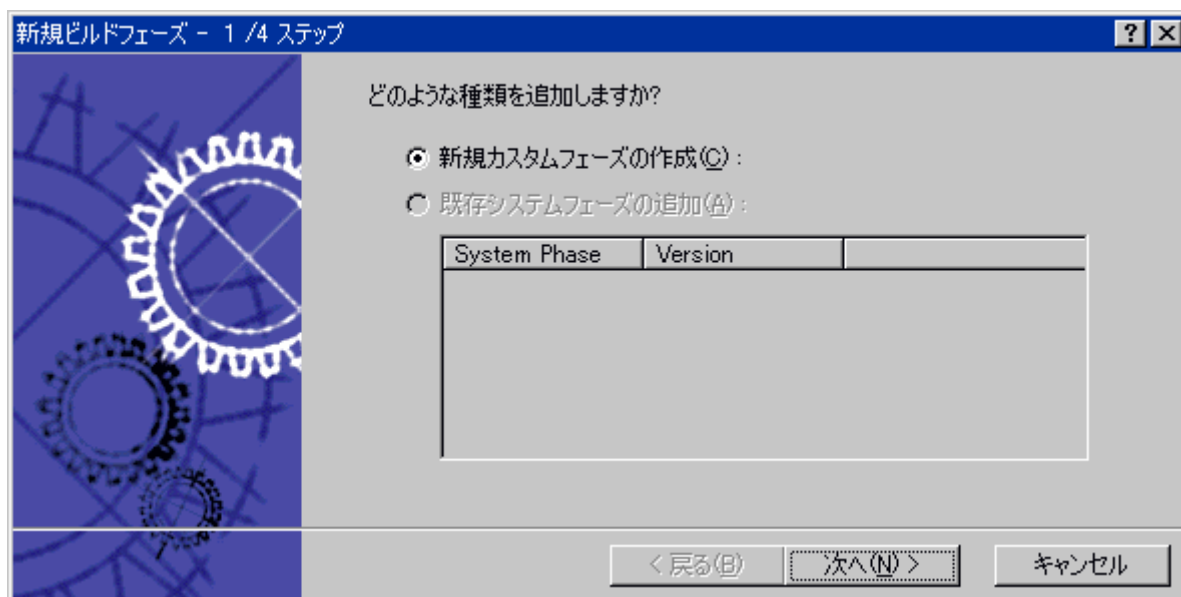 新規ビルドフェーズ - 1 /4 ステップ
どのような種類を追加しますか?
新規カスタムフェーズの作成(C) :
既存システムフェーズの追加(A) :
System Phase Version
< 戻る(B) 次へ(N) > キャンセル